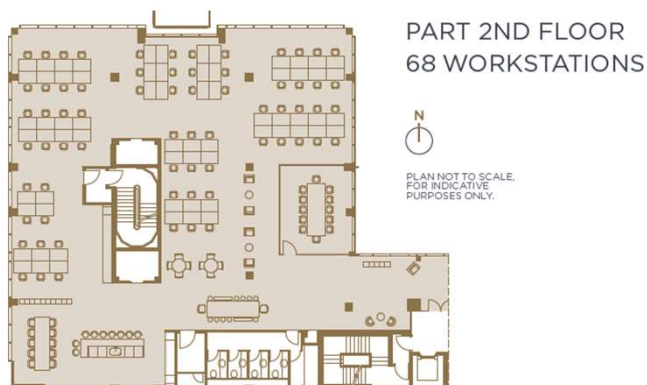 PART 2ND FLOOR
68 WORKSTATIONS
N
PLAN NOT TO SCALE,
FOR INDICATIVE
PURPOSES ONLY.